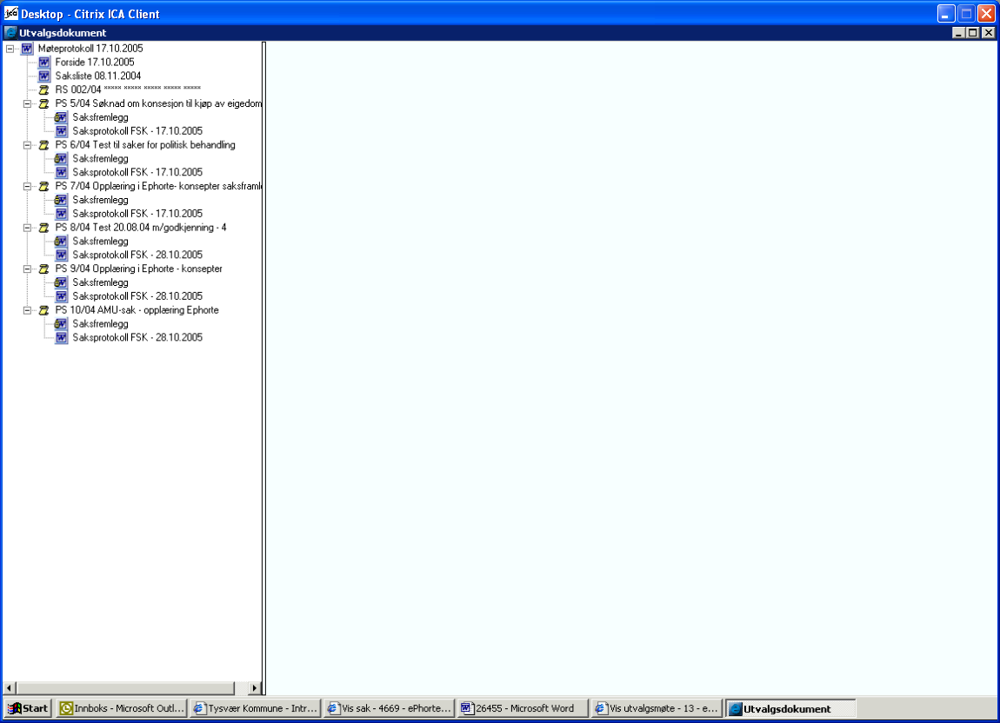 Desktop - Citrix ICA Client
Utvalgsdokument
Møteprotokoll 17.10.2005
Forside 17.10.2005
Saksliste 08.11.2004
RS 002/04 ***** ***** ***** ***** *****
PS 5/04 Søknad om konsesjon til kjøp av eigedom
Saksfremlegg
Saksprotokoll FSK - 17.10.2005
PS 6/04 Test til saker for politisk behandling
Saksfremlegg
Saksprotokoll FSK - 17.10.2005
PS 7/04 Opplæring i Ephorte- konsepter saksframl
Saksfremlegg
Saksprotokoll FSK - 17.10.2005
PS 8/04 Test 20.08.04 m/godkjenning - 4
Saksfremlegg
Saksprotokoll FSK - 28.10.2005
PS 9/04 Opplæring i Ephorte - konsepter
Saksfremlegg
Saksprotokoll FSK - 28.10.2005
PS 10/04 AMU-sak - opplæring Ephorte
Saksfremlegg
Saksprotokoll FSK - 28.10.2005
Start
Innboks - Microsoft Outl...
Tysvær Kommune - Intr...
Vis sak - 4669 - ePhorte...
26455 - Microsoft Word
Vis utvalgsmøte - 13 - e...
Utvalgsdokument